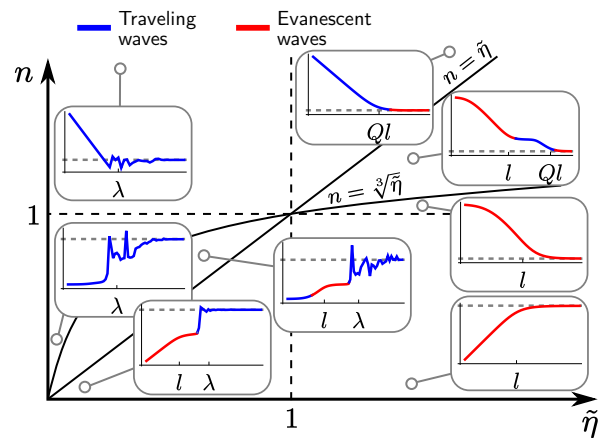 Traveling
waves
Evanescent
waves
n
n = η̃
Ql
λ
l Ql
n = ∛η̃
1
l
λ
l λ
l λ
l
1
η̃